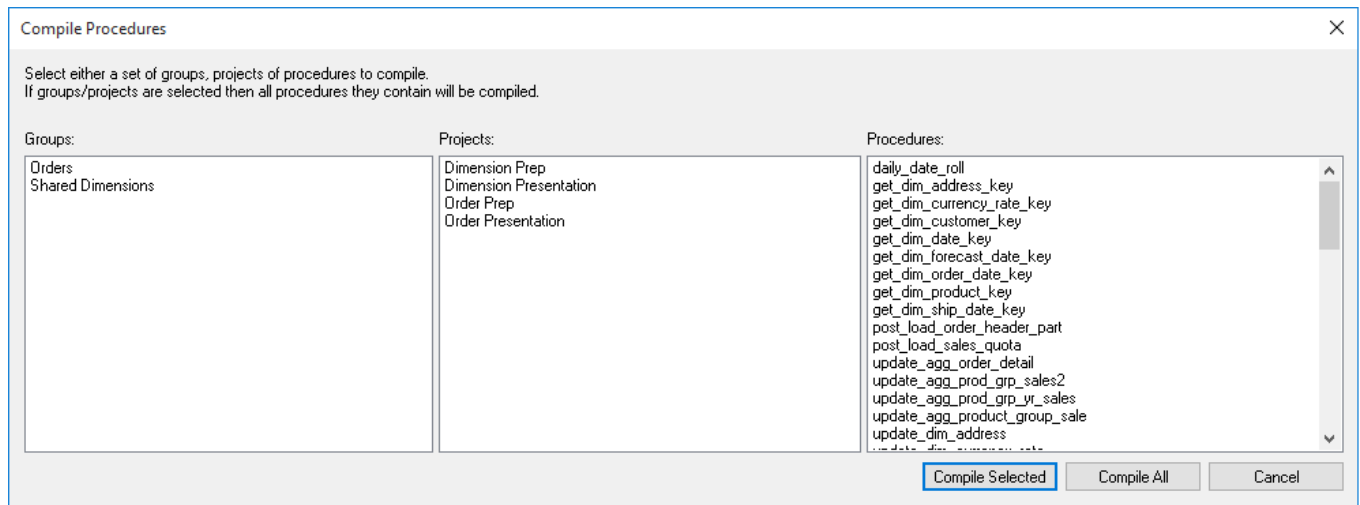 Compile Procedures
Select either a set of groups, projects of procedures to compile.
If groups/projects are selected then all procedures they contain will be compiled.
Groups:
Orders
Shared Dimensions
Projects:
Dimension Prep
Dimension Presentation
Order Prep
Order Presentation
Procedures:
daily_date_roll
get_dim_address_key
get_dim_currency_rate_key
get_dim_customer_key
get_dim_date_key
get_dim_forecast_date_key
get_dim_order_date_key
get_dim_product_key
get_dim_ship_date_key
post_load_order_header_part
post_load_sales_quota
update_agg_order_detail
update_agg_prod_grp_sales2
update_agg_prod_grp_yr_sales
update_agg_product_group_sale
update_dim_address
Compile Selected
Compile All
Cancel